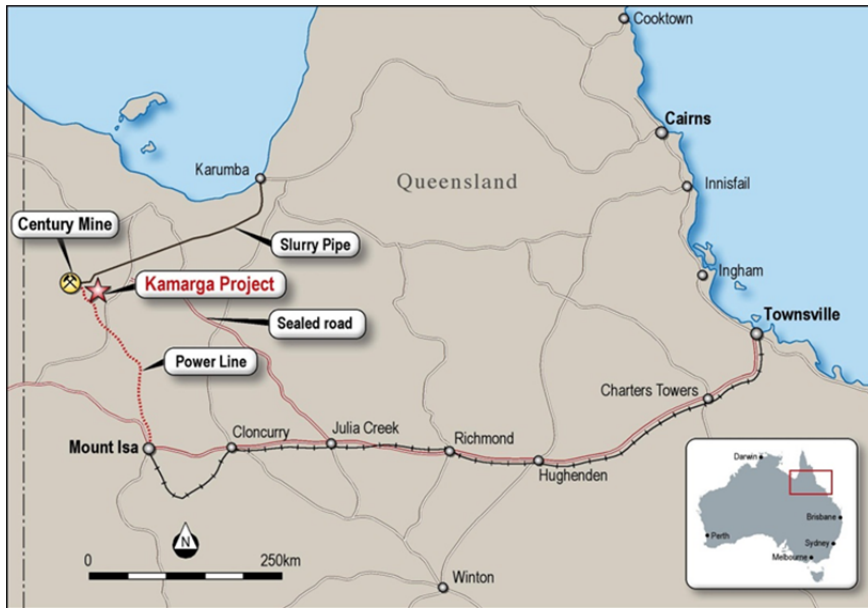 Cooktown
Cairns
Karumba
Queensland
Innisfail
Century Mine
Slurry Pipe
Ingham
Kamarga Project
Townsville
Sealed road
Power Line
Charters Towers
Mount Isa
Cloncurry
Julia Creek
Richmond
Hughenden
Darwin
Brisbane
Perth
Sydney
Melbourne
N
0 250km
Winton